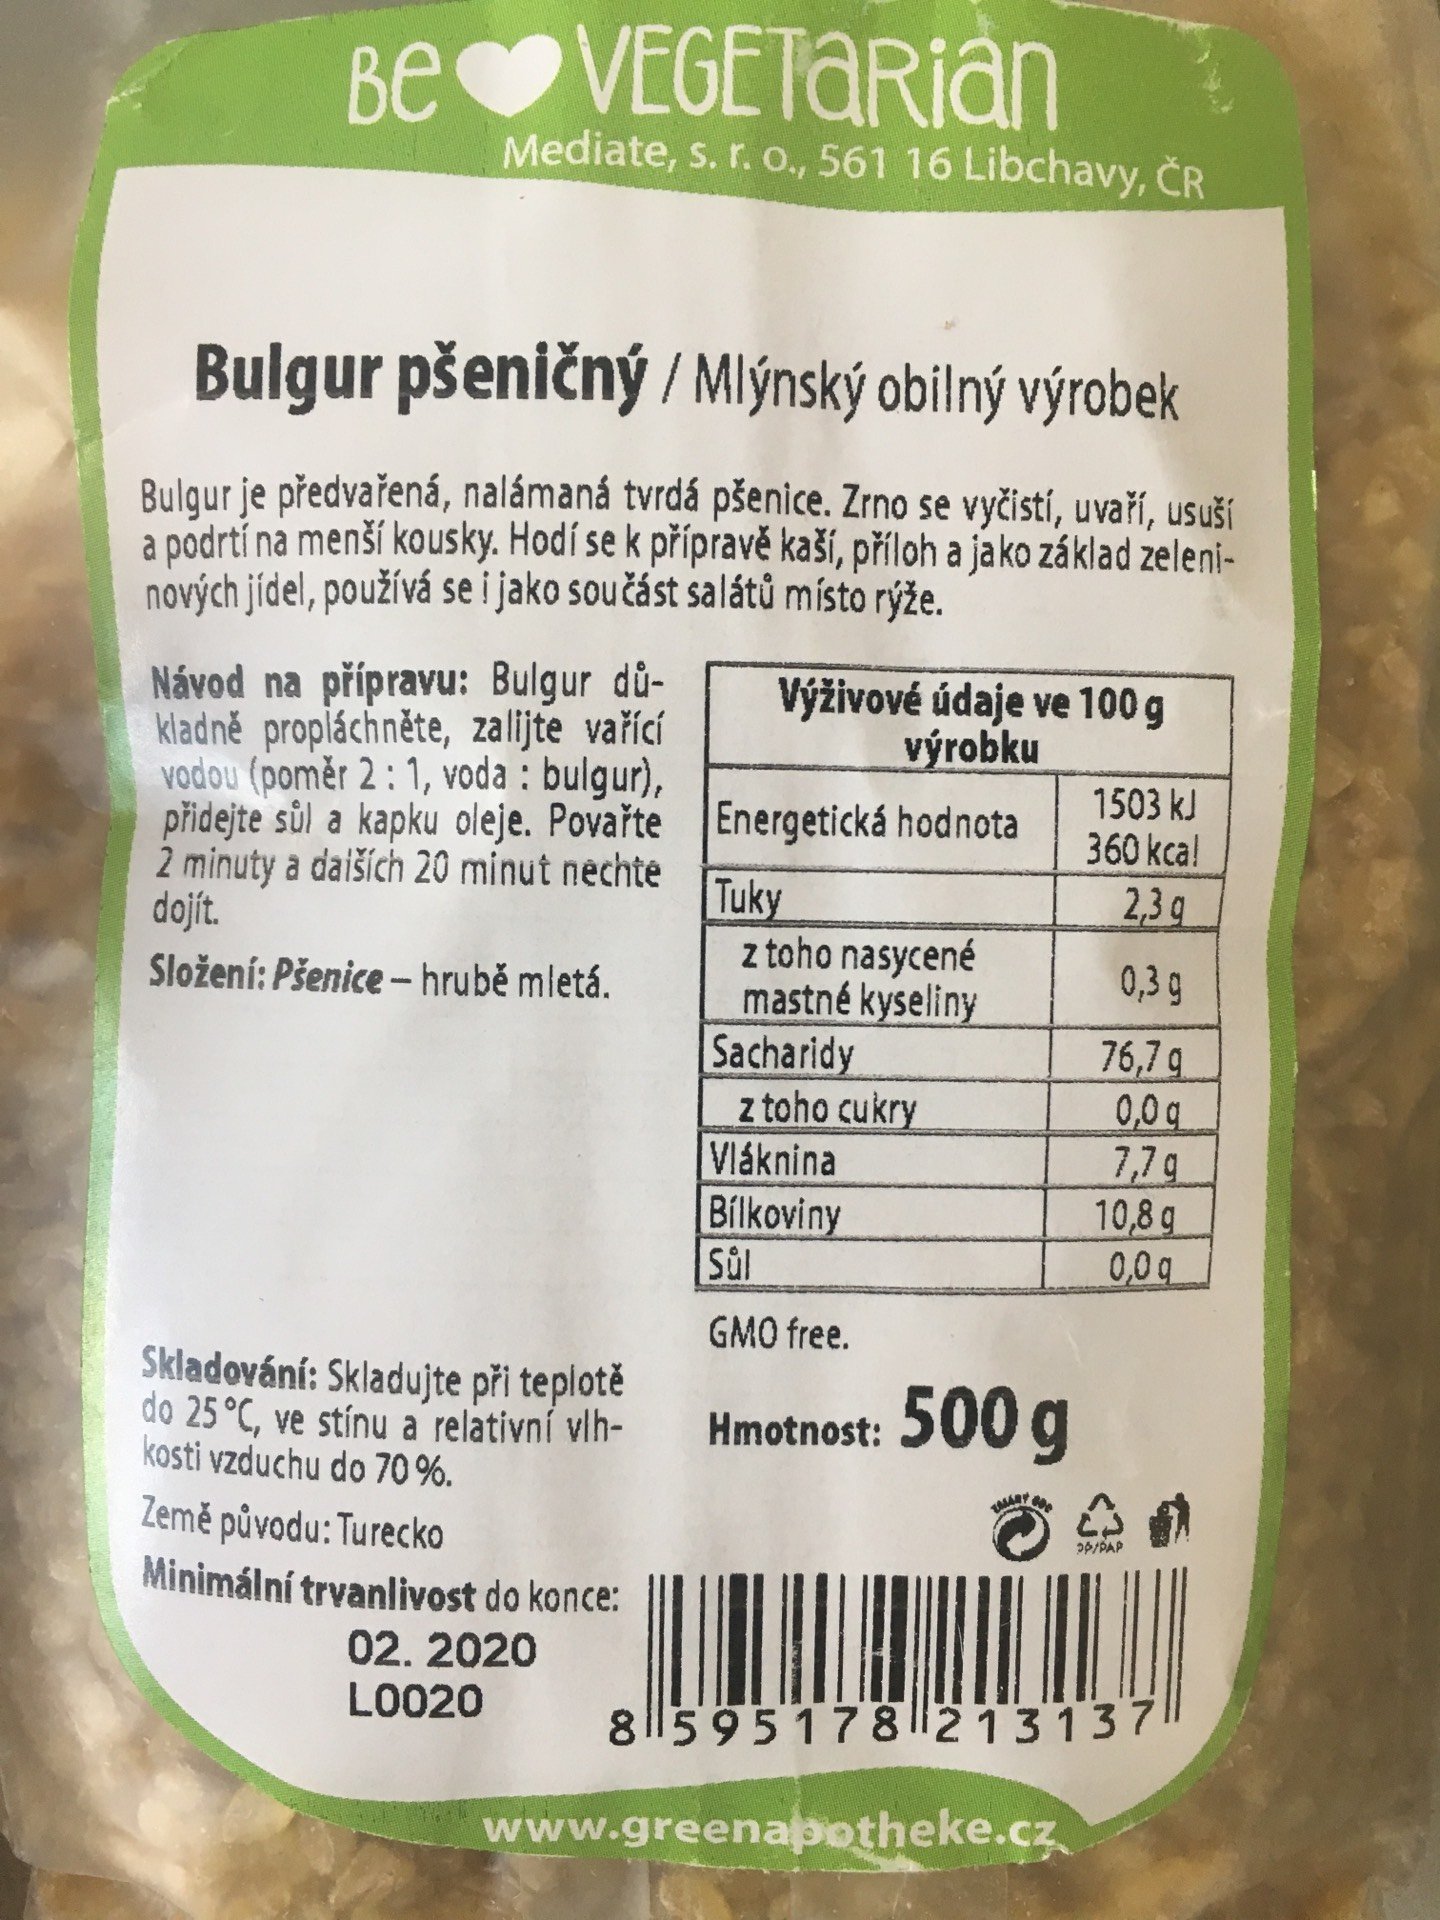 Be VEGETaRian
Mediate, s. r. o., 561 16 Libchavy, ČR
Bulgur pšeničný / Mlýnský obilný výrobek
Bulgur je předvařená, nalámaná tvrdá pšenice. Zrno se vyčistí, uvaří, usuší
a podrtí na menší kousky. Hodí se k přípravě kaší, příloh a jako základ zeleni-
nových jídel, používá se i jako součást salátů místo rýže.
Návod na přípravu: Bulgur dů-
kladně propláchněte, zalijte vařící
vodou (poměr 2 : 1, voda : bulgur),
přidejte sůl a kapku oleje. Povařte
2 minuty a dalších 20 minut nechte
dojít.
Složení: Pšenice – hrubě mletá.
Výživové údaje ve 100 g
výrobku
Energetická hodnota 1503 kJ
360 kcal
Tuky 2,3 g
z toho nasycené
mastné kyseliny 0,3 g
Sacharidy 76,7 g
z toho cukry 0,0 g
Vláknina 7,7 g
Bílkoviny 10,8 g
Sůl 0,0 g
GMO free.
Hmotnost: 500 g
Skladování: Skladujte při teplotě
do 25 °C, ve stínu a relativní vlh-
kosti vzduchu do 70 %.
Země původu: Turecko
Minimální trvanlivost do konce:
02. 2020
L0020
PP/PAP
8 595178 213137
www.greenapotheke.cz